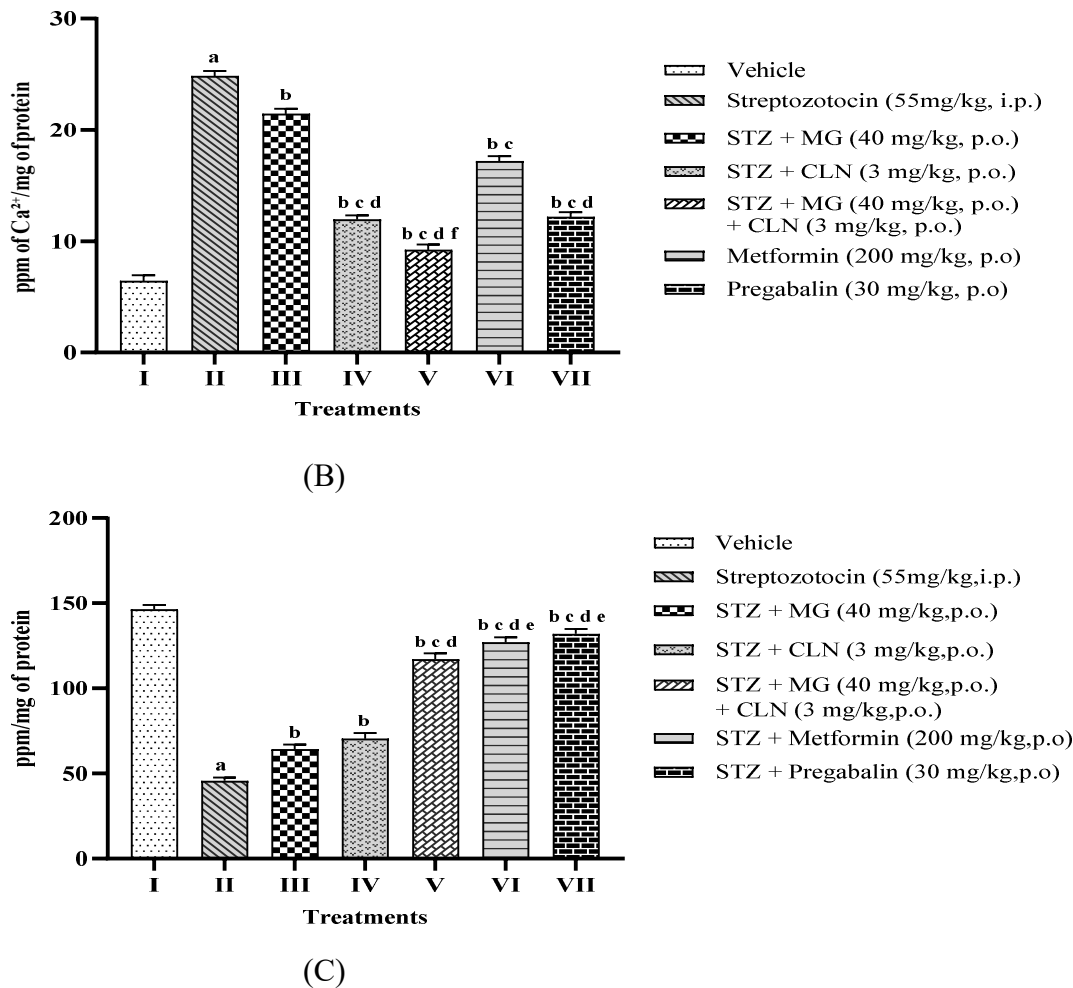 30
20
10
0
ppm of Ca²⁺/mg of protein
a
b
b c d
b c d f
b c
b c d
I II III IV V VI VII
Treatments
Vehicle
Streptozotocin (55mg/kg, i.p.)
STZ + MG (40 mg/kg, p.o.)
STZ + CLN (3 mg/kg, p.o.)
STZ + MG (40 mg/kg, p.o.)
+ CLN (3 mg/kg, p.o.)
Metformin (200 mg/kg, p.o)
Pregabalin (30 mg/kg, p.o)
(B)
200
150
100
50
0
ppm/mg of protein
a
b
b
b c d
b c d e
b c d e
I II III IV V VI VII
Treatments
Vehicle
Streptozotocin (55mg/kg,i.p.)
STZ + MG (40 mg/kg,p.o.)
STZ + CLN (3 mg/kg,p.o.)
STZ + MG (40 mg/kg,p.o.)
+ CLN (3 mg/kg,p.o.)
STZ + Metformin (200 mg/kg,p.o)
STZ + Pregabalin (30 mg/kg,p.o)
(C)